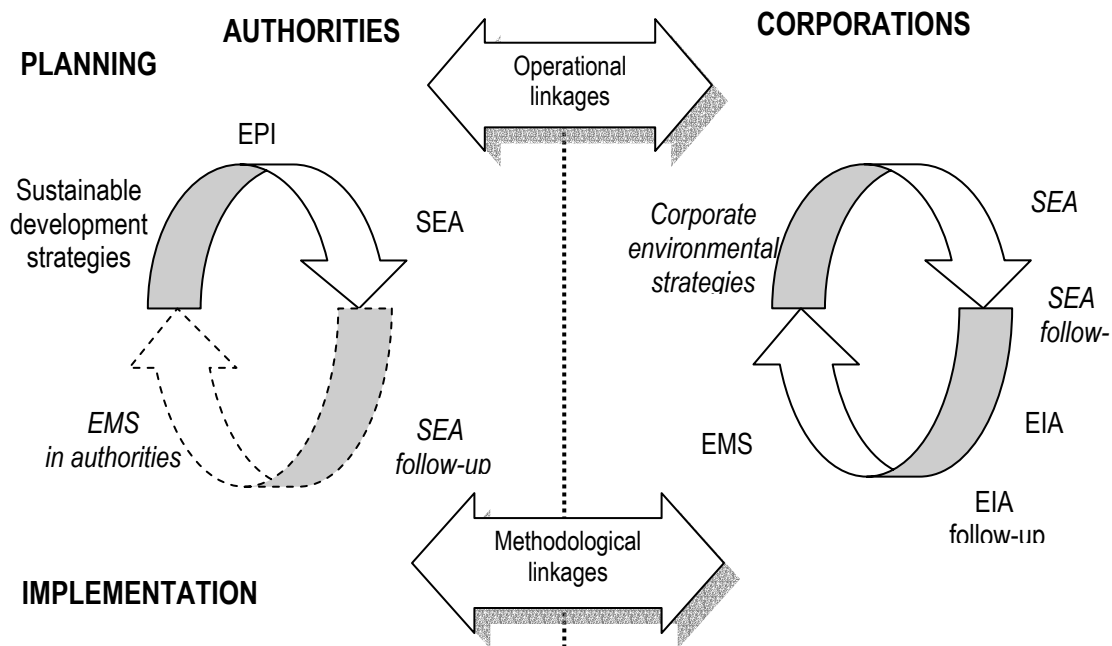 AUTHORITIES
CORPORATIONS
PLANNING
Operational
linkages
EPI
Sustainable
development
strategies
SEA
Corporate
environmental
strategies
SEA
SEA
follow-
EMS
in authorities
SEA
follow-up
EMS
EIA
EIA
follow-up
Methodological
linkages
IMPLEMENTATION